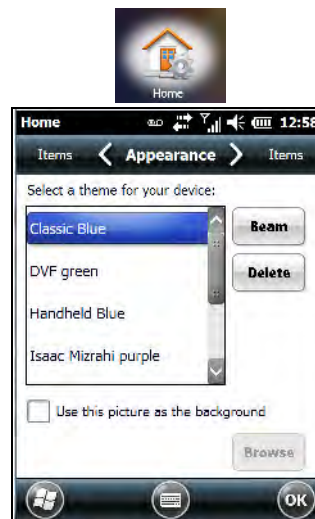 Home
Home 12:58
Items Appearance Items
Select a theme for your device:
Classic Blue
Beam
DVF green
Delete
Handheld Blue
Isaac Mizrahi purple
Use this picture as the background
Browse
OK